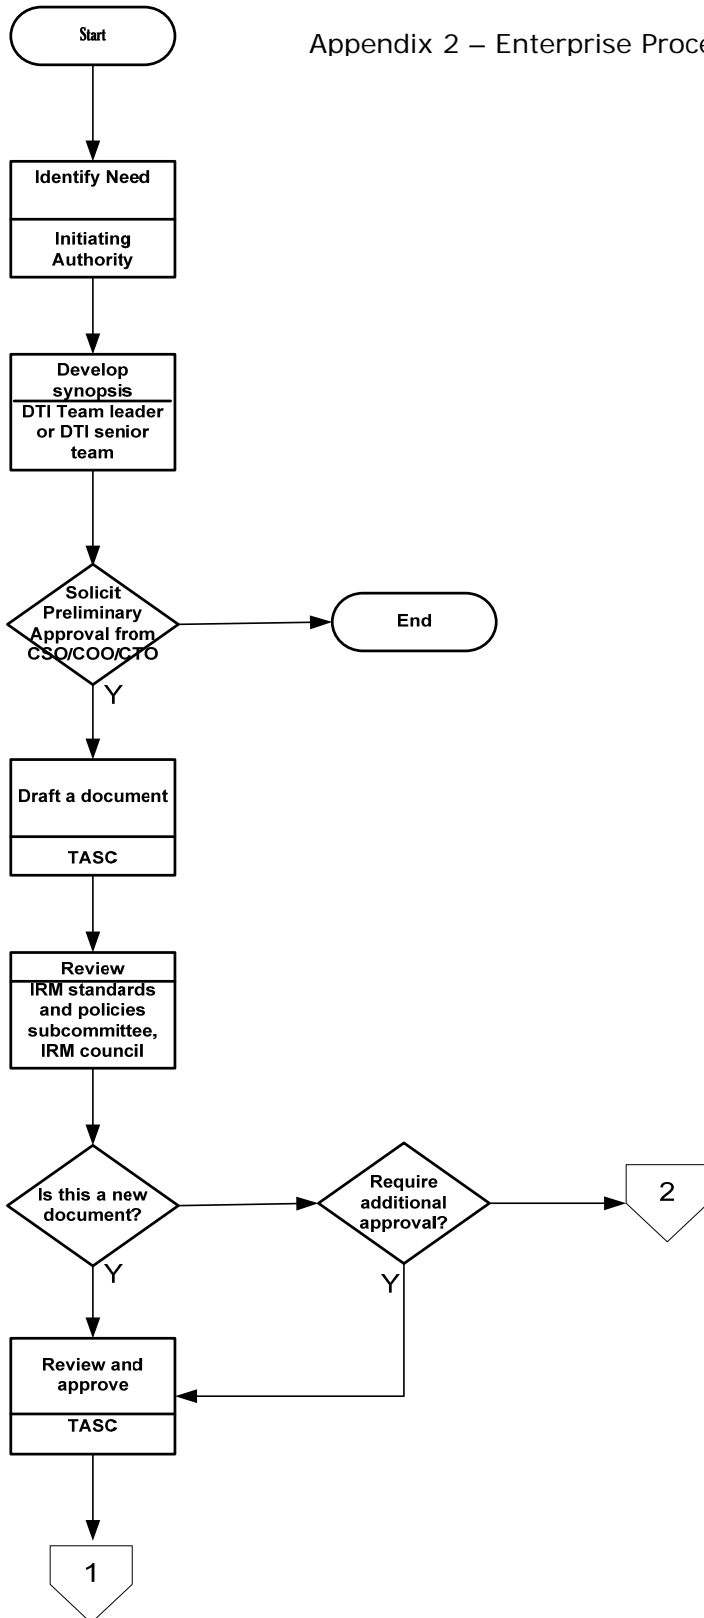 Start
Appendix 2 – Enterprise Proce
Identify Need
Initiating
Authority
Develop
synopsis
DTI Team leader
or DTI senior
team
Solicit
Preliminary
Approval from
CSO/COO/CTO
End
Y
Draft a document
TASC
Review
IRM standards
and policies
subcommittee,
IRM council
Is this a new
document?
Require
additional
approval?
2
Y
Y
Review and
approve
TASC
1